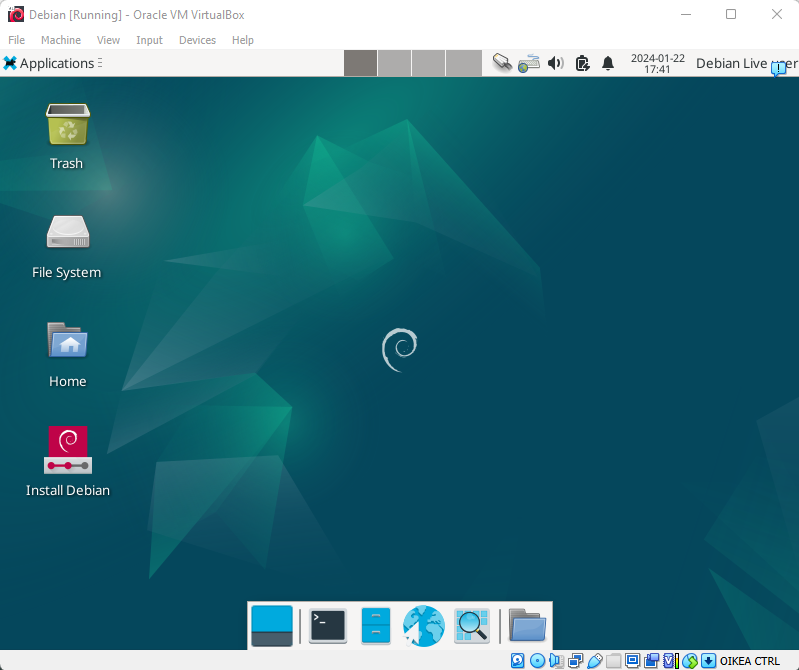 Debian [Running] - Oracle VM VirtualBox
File Machine View Input Devices Help
Applications
2024-01-22
17:41
Debian Live user
Trash
File System
Home
Install Debian
>_
OIKEA CTRL